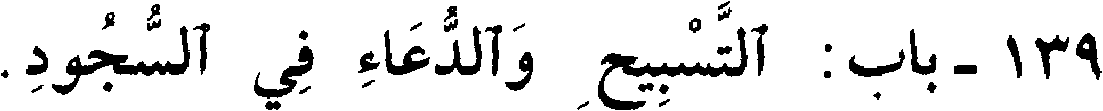 ١٣٩ - باب: ٱلتَّسْبِيحِ وَٱلدُّعَاءِ فِي ٱلسُّجُودِ.